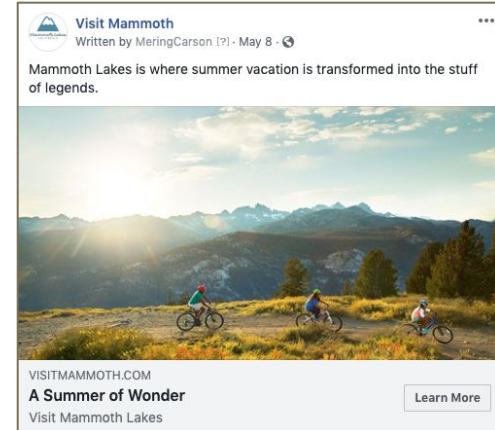 Visit Mammoth
Written by MeringCarson [?] · May 8 ·
Mammoth Lakes is where summer vacation is transformed into the stuff
of legends.
VISITMAMMOTH.COM
A Summer of Wonder
Learn More
Visit Mammoth Lakes